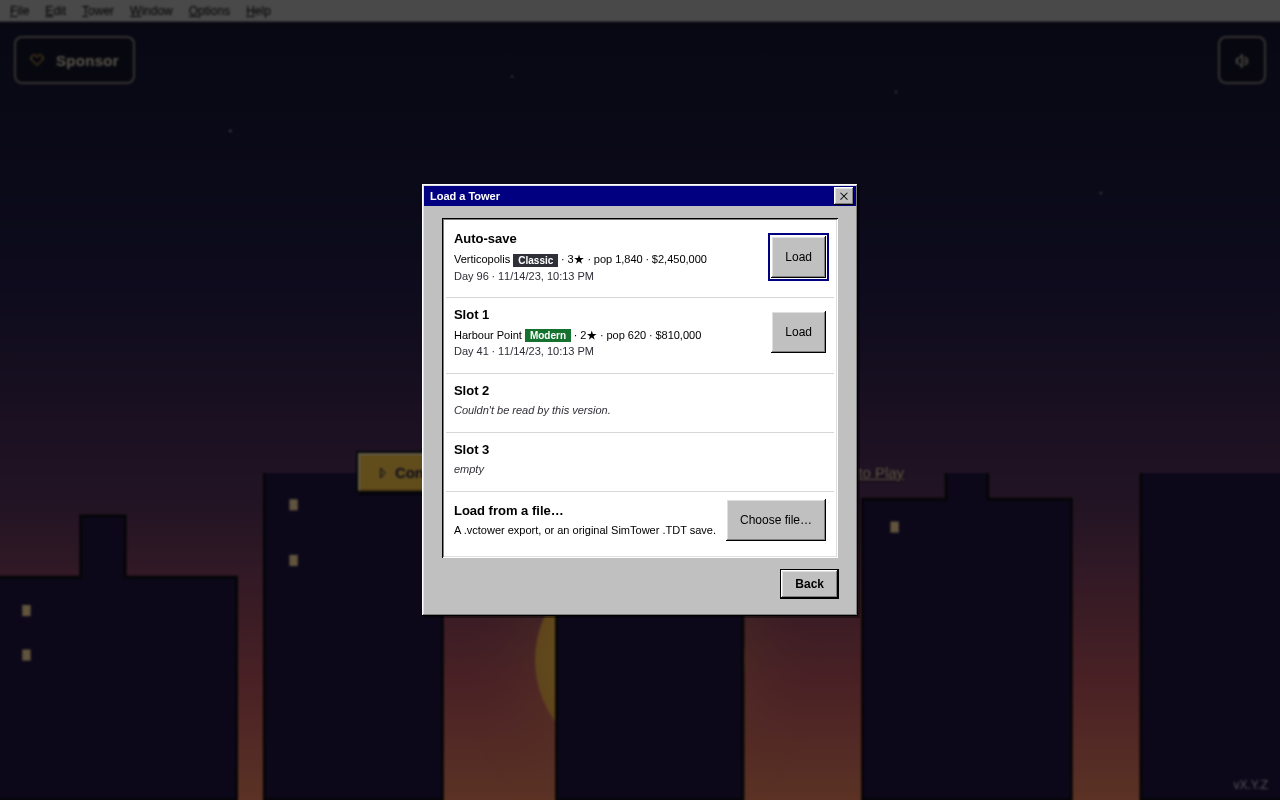 File Edit Tower Window Options Help
Sponsor
Load a Tower
Auto-save
Verticopolis Classic · 3★ · pop 1,840 · $2,450,000
Day 96 · 11/14/23, 10:13 PM
Load
Slot 1
Harbour Point Modern · 2★ · pop 620 · $810,000
Day 41 · 11/14/23, 10:13 PM
Load
Slot 2
Couldn't be read by this version.
Slot 3
empty
Con
to Play
Load from a file…
A .vctower export, or an original SimTower .TDT save.
Choose file…
Back
vX.Y.Z